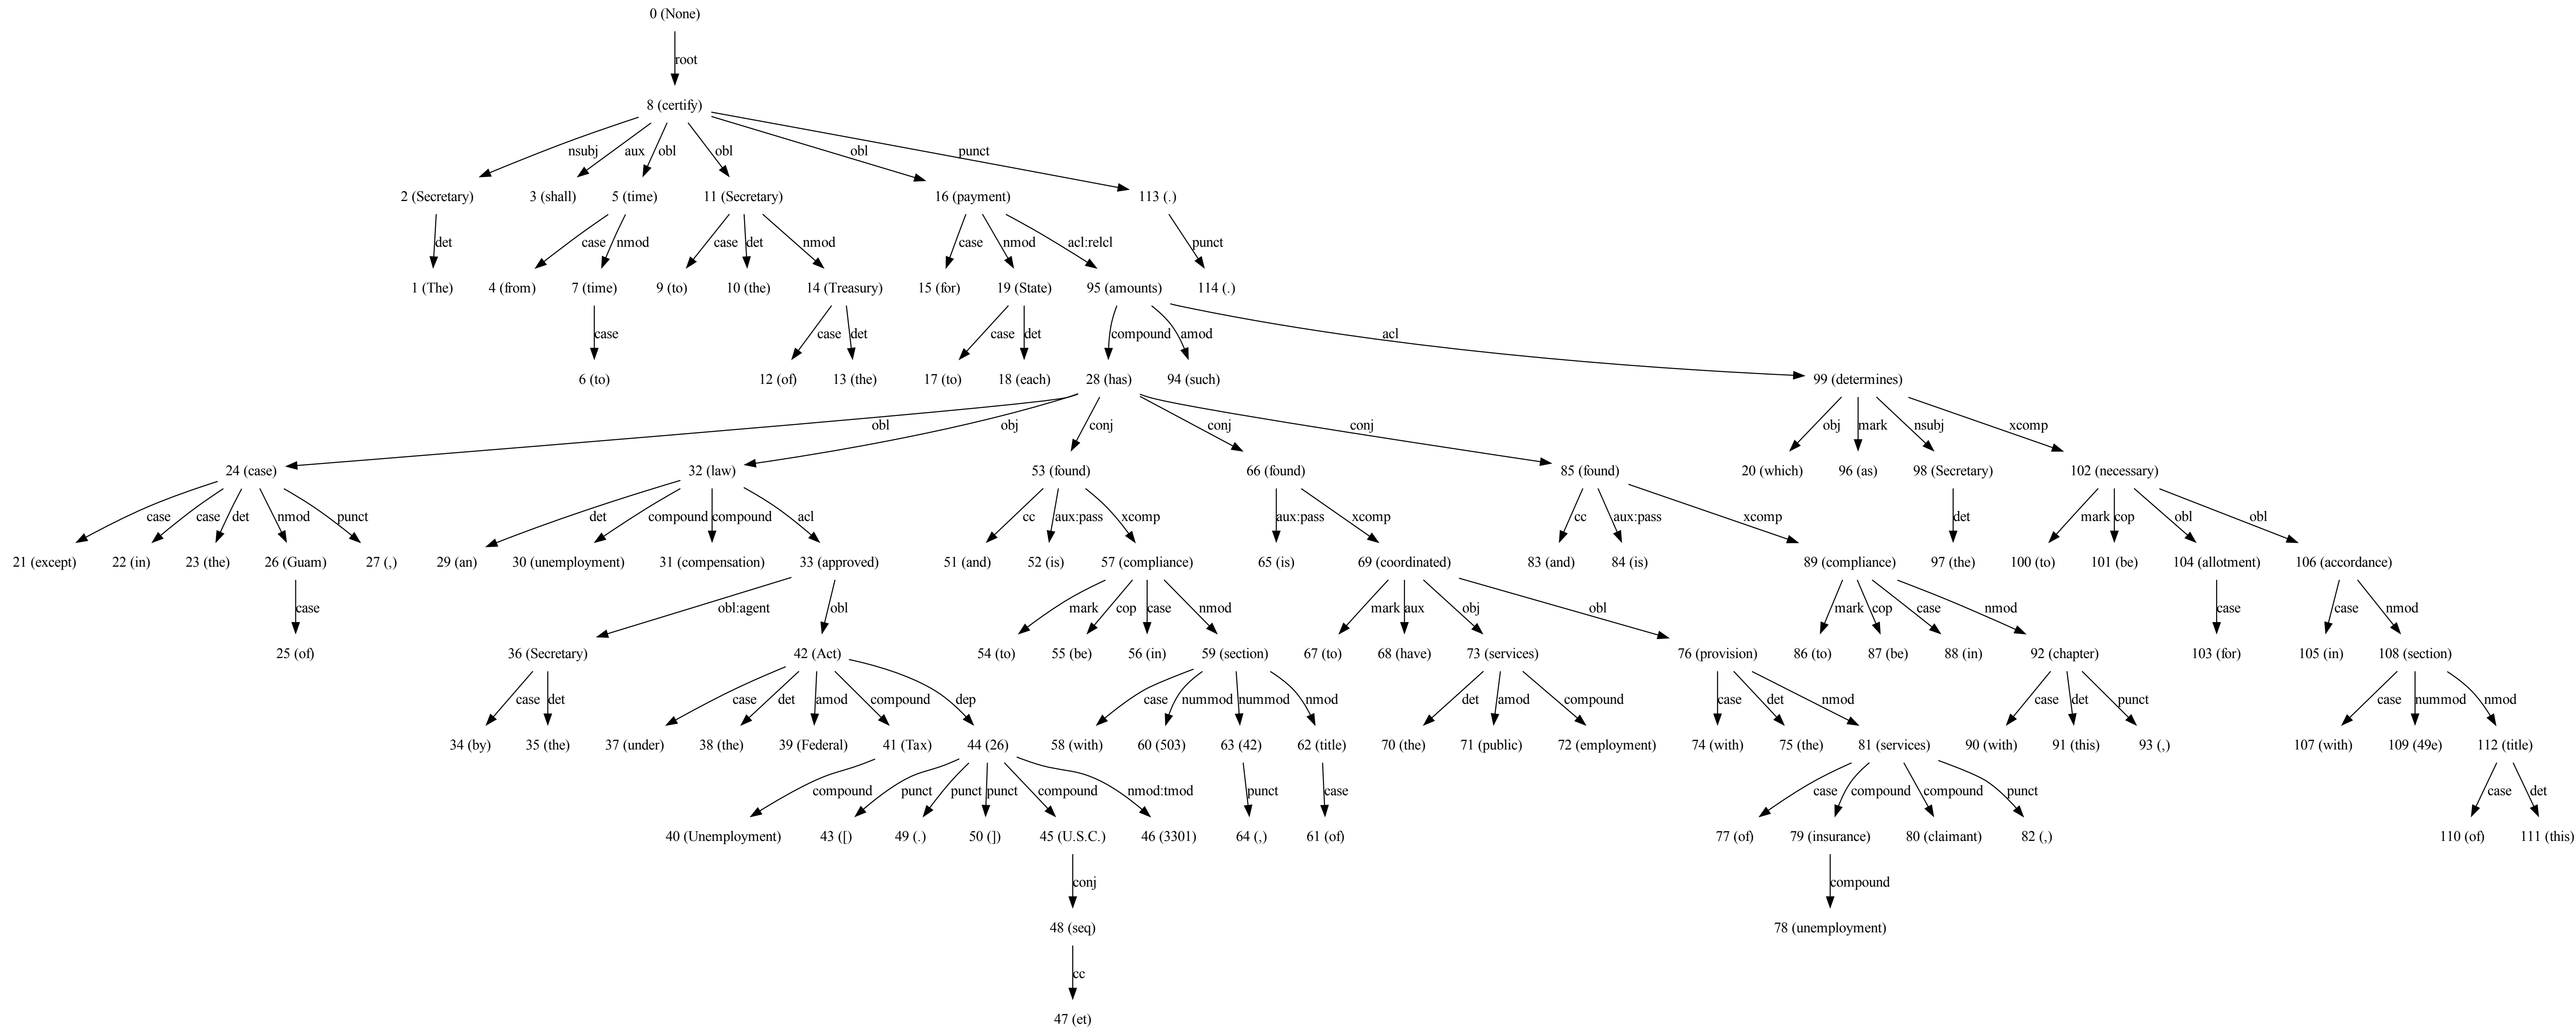 0 (None)
root
8 (certify)
nsubj aux obl obl obl punct
2 (Secretary) 3 (shall) 5 (time) 11 (Secretary) 16 (payment) 113 (.)
det case nmod case det nmod case nmod acl:relcl punct
1 (The) 4 (from) 7 (time) 9 (to) 10 (the) 14 (Treasury) 15 (for) 19 (State) 95 (amounts) 114 (.)
case case det case det compound amod acl
6 (to) 12 (of) 13 (the) 17 (to) 18 (each) 28 (has) 94 (such) 99 (determines)
obl obj conj conj conj obj mark nsubj xcomp
24 (case) 32 (law) 53 (found) 66 (found) 85 (found) 20 (which) 96 (as) 98 (Secretary) 102 (necessary)
case case det nmod punct det compound compound acl cc aux:pass xcomp aux:pass xcomp cc aux:pass xcomp det mark cop obl obl
21 (except) 22 (in) 23 (the) 26 (Guam) 27 (,) 29 (an) 30 (unemployment) 31 (compensation) 33 (approved) 51 (and) 52 (is) 57 (compliance) 65 (is) 69 (coordinated) 83 (and) 84 (is) 89 (compliance) 97 (the) 100 (to) 101 (be) 104 (allotment) 106 (accordance)
case obl:agent obl mark cop case nmod mark aux obj obl mark cop case nmod case case nmod
25 (of) 36 (Secretary) 42 (Act) 54 (to) 55 (be) 56 (in) 59 (section) 67 (to) 68 (have) 73 (services) 76 (provision) 86 (to) 87 (be) 88 (in) 92 (chapter) 103 (for) 105 (in) 108 (section)
case det case det amod compound dep case nummod nummod nmod det amod compound case det nmod case det punct case nummod nmod
34 (by) 35 (the) 37 (under) 38 (the) 39 (Federal) 41 (Tax) 44 (26) 58 (with) 60 (503) 63 (42) 62 (title) 70 (the) 71 (public) 72 (employment) 74 (with) 75 (the) 81 (services) 90 (with) 91 (this) 93 (,) 107 (with) 109 (49e) 112 (title)
compound punct punct punct compound nmod:tmod punct case case compound compound punct case det
40 (Unemployment) 43 ([) 49 (.) 50 (]) 45 (U.S.C.) 46 (3301) 64 (,) 61 (of) 77 (of) 79 (insurance) 80 (claimant) 82 (,) 110 (of) 111 (this)
conj compound
48 (seq) 78 (unemployment)
cc
47 (et)